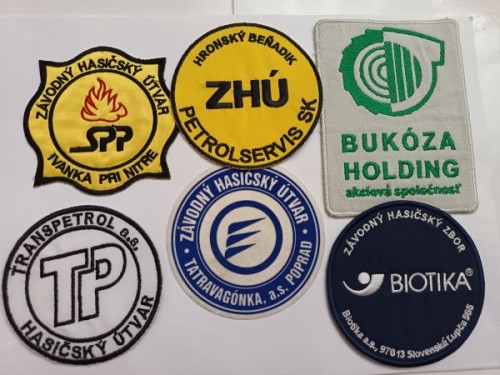 ZÁVODNÝ HASIČSKÝ ÚTVAR
SPP
IVANKA PRI NITRE
HRONSKÝ BEŇADIK
ZHÚ
PETROLSERVIS SK
BUKÓZA
HOLDING
akciová spoločnosť
TRANSPETROL a.s.
TP
HASIČSKÝ ÚTVAR
ZÁVODNÝ HASIČSKÝ ÚTVAR
TATRAVAGÓNKA, a.s. POPRAD
ZÁVODNÝ HASIČSKÝ ZBOR
BIOTIKA®
Biotika a.s., 976 13 Slovenská Ľupča 566